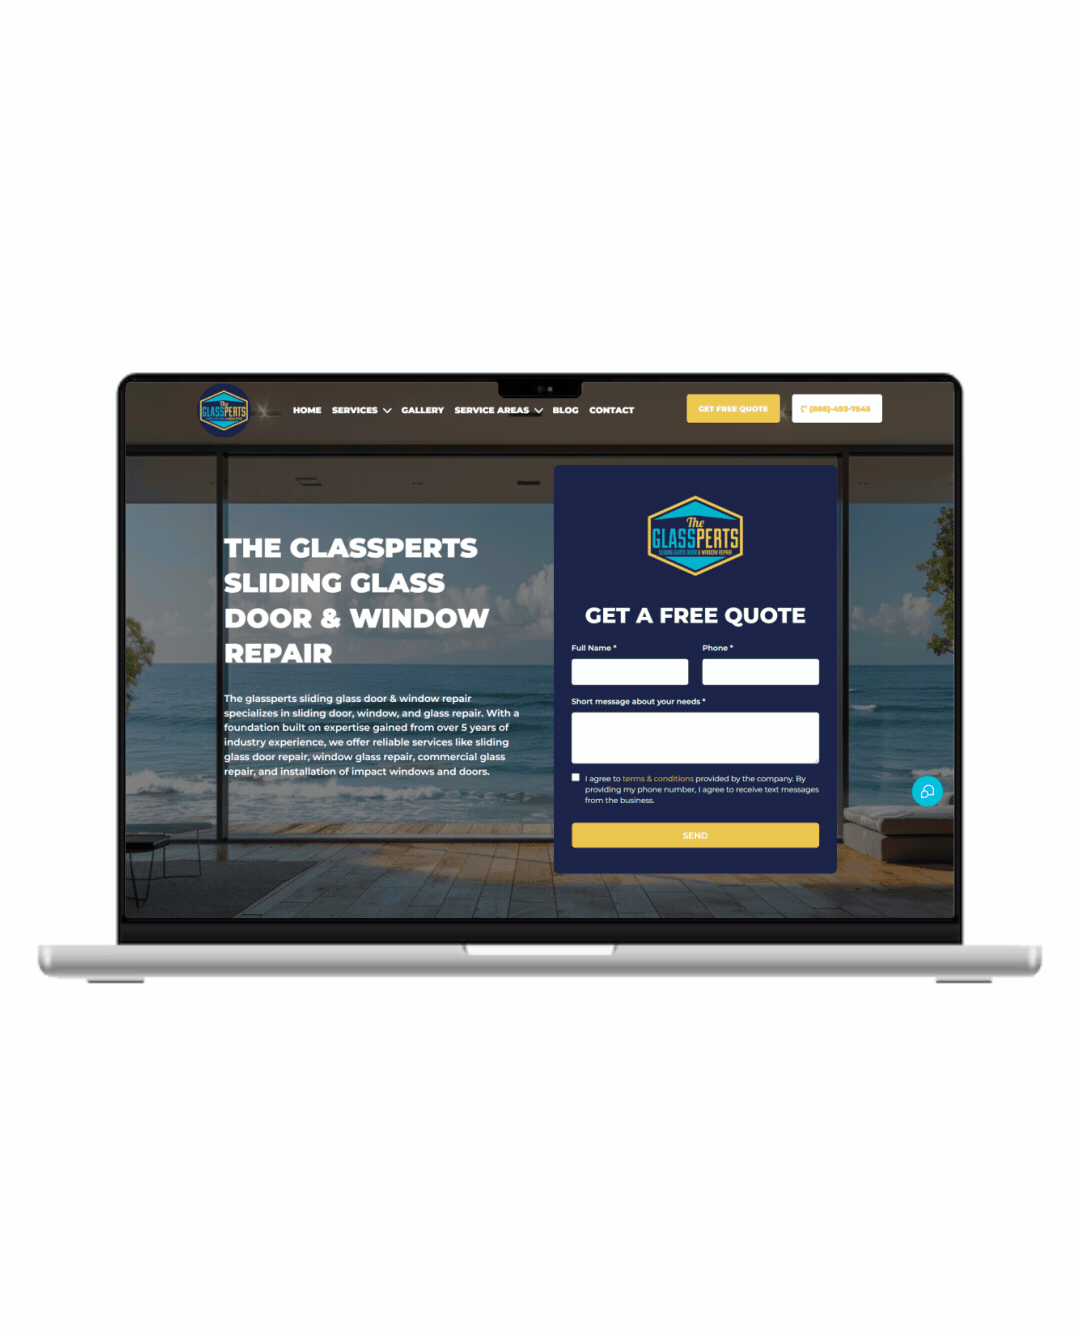 The
GLASSPERTS
HOME SERVICES GALLERY SERVICE AREAS BLOG CONTACT
GET FREE QUOTE
(866)-493-7545
THE GLASSPERTS
SLIDING GLASS
DOOR & WINDOW
REPAIR
The glassperts sliding glass door & window repair
specializes in sliding door, window, and glass repair. With a
foundation built on expertise gained from over 5 years of
industry experience, we offer reliable services like sliding
glass door repair, window glass repair, commercial glass
repair, and installation of impact windows and doors.
The
GLASSPERTS
SLIDING GLASS DOOR & WINDOW REPAIR
GET A FREE QUOTE
Full Name *
Phone *
Short message about your needs *
I agree to terms & conditions provided by the company. By
providing my phone number, I agree to receive text messages
from the business.
SEND